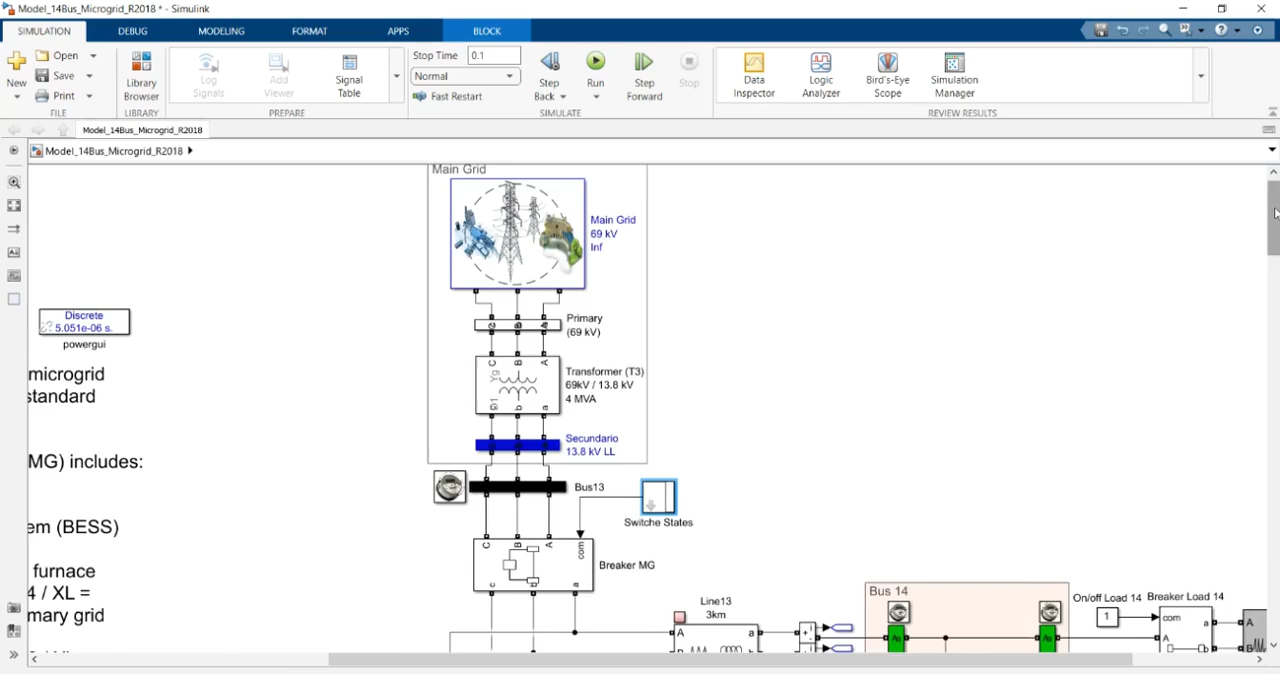 Model_14Bus_Microgrid_R2018 * - Simulink
SIMULATION DEBUG MODELING FORMAT APPS BLOCK
New
Open
Save
Print
FILE
Library Browser
LIBRARY
Log Signals
Add Viewer
Signal Table
PREPARE
Stop Time 0.1
Normal
Fast Restart
Step Back
Run
Step Forward
Stop
SIMULATE
Data Inspector
Logic Analyzer
Bird's-Eye Scope
Simulation Manager
REVIEW RESULTS
Model_14Bus_Microgrid_R2018
Model_14Bus_Microgrid_R2018
Main Grid
Main Grid
69 kV
Inf
Discrete
5.051e-06 s.
powergui
C B A
Primary
(69 kV)
microgrid
standard
C B A
Yg
D1 b a
Transformer (T3)
69kV / 13.8 kV
4 MVA
Secundario
13.8 kV LL
MG) includes:
Bus13
Switche States
em (BESS)
C B A com
c b a
Breaker MG
furnace
4 / XL =
mary grid
Line13
3km
A a
Bus 14
On/off Load 14
1
Breaker Load 14
com
a
A
A
B